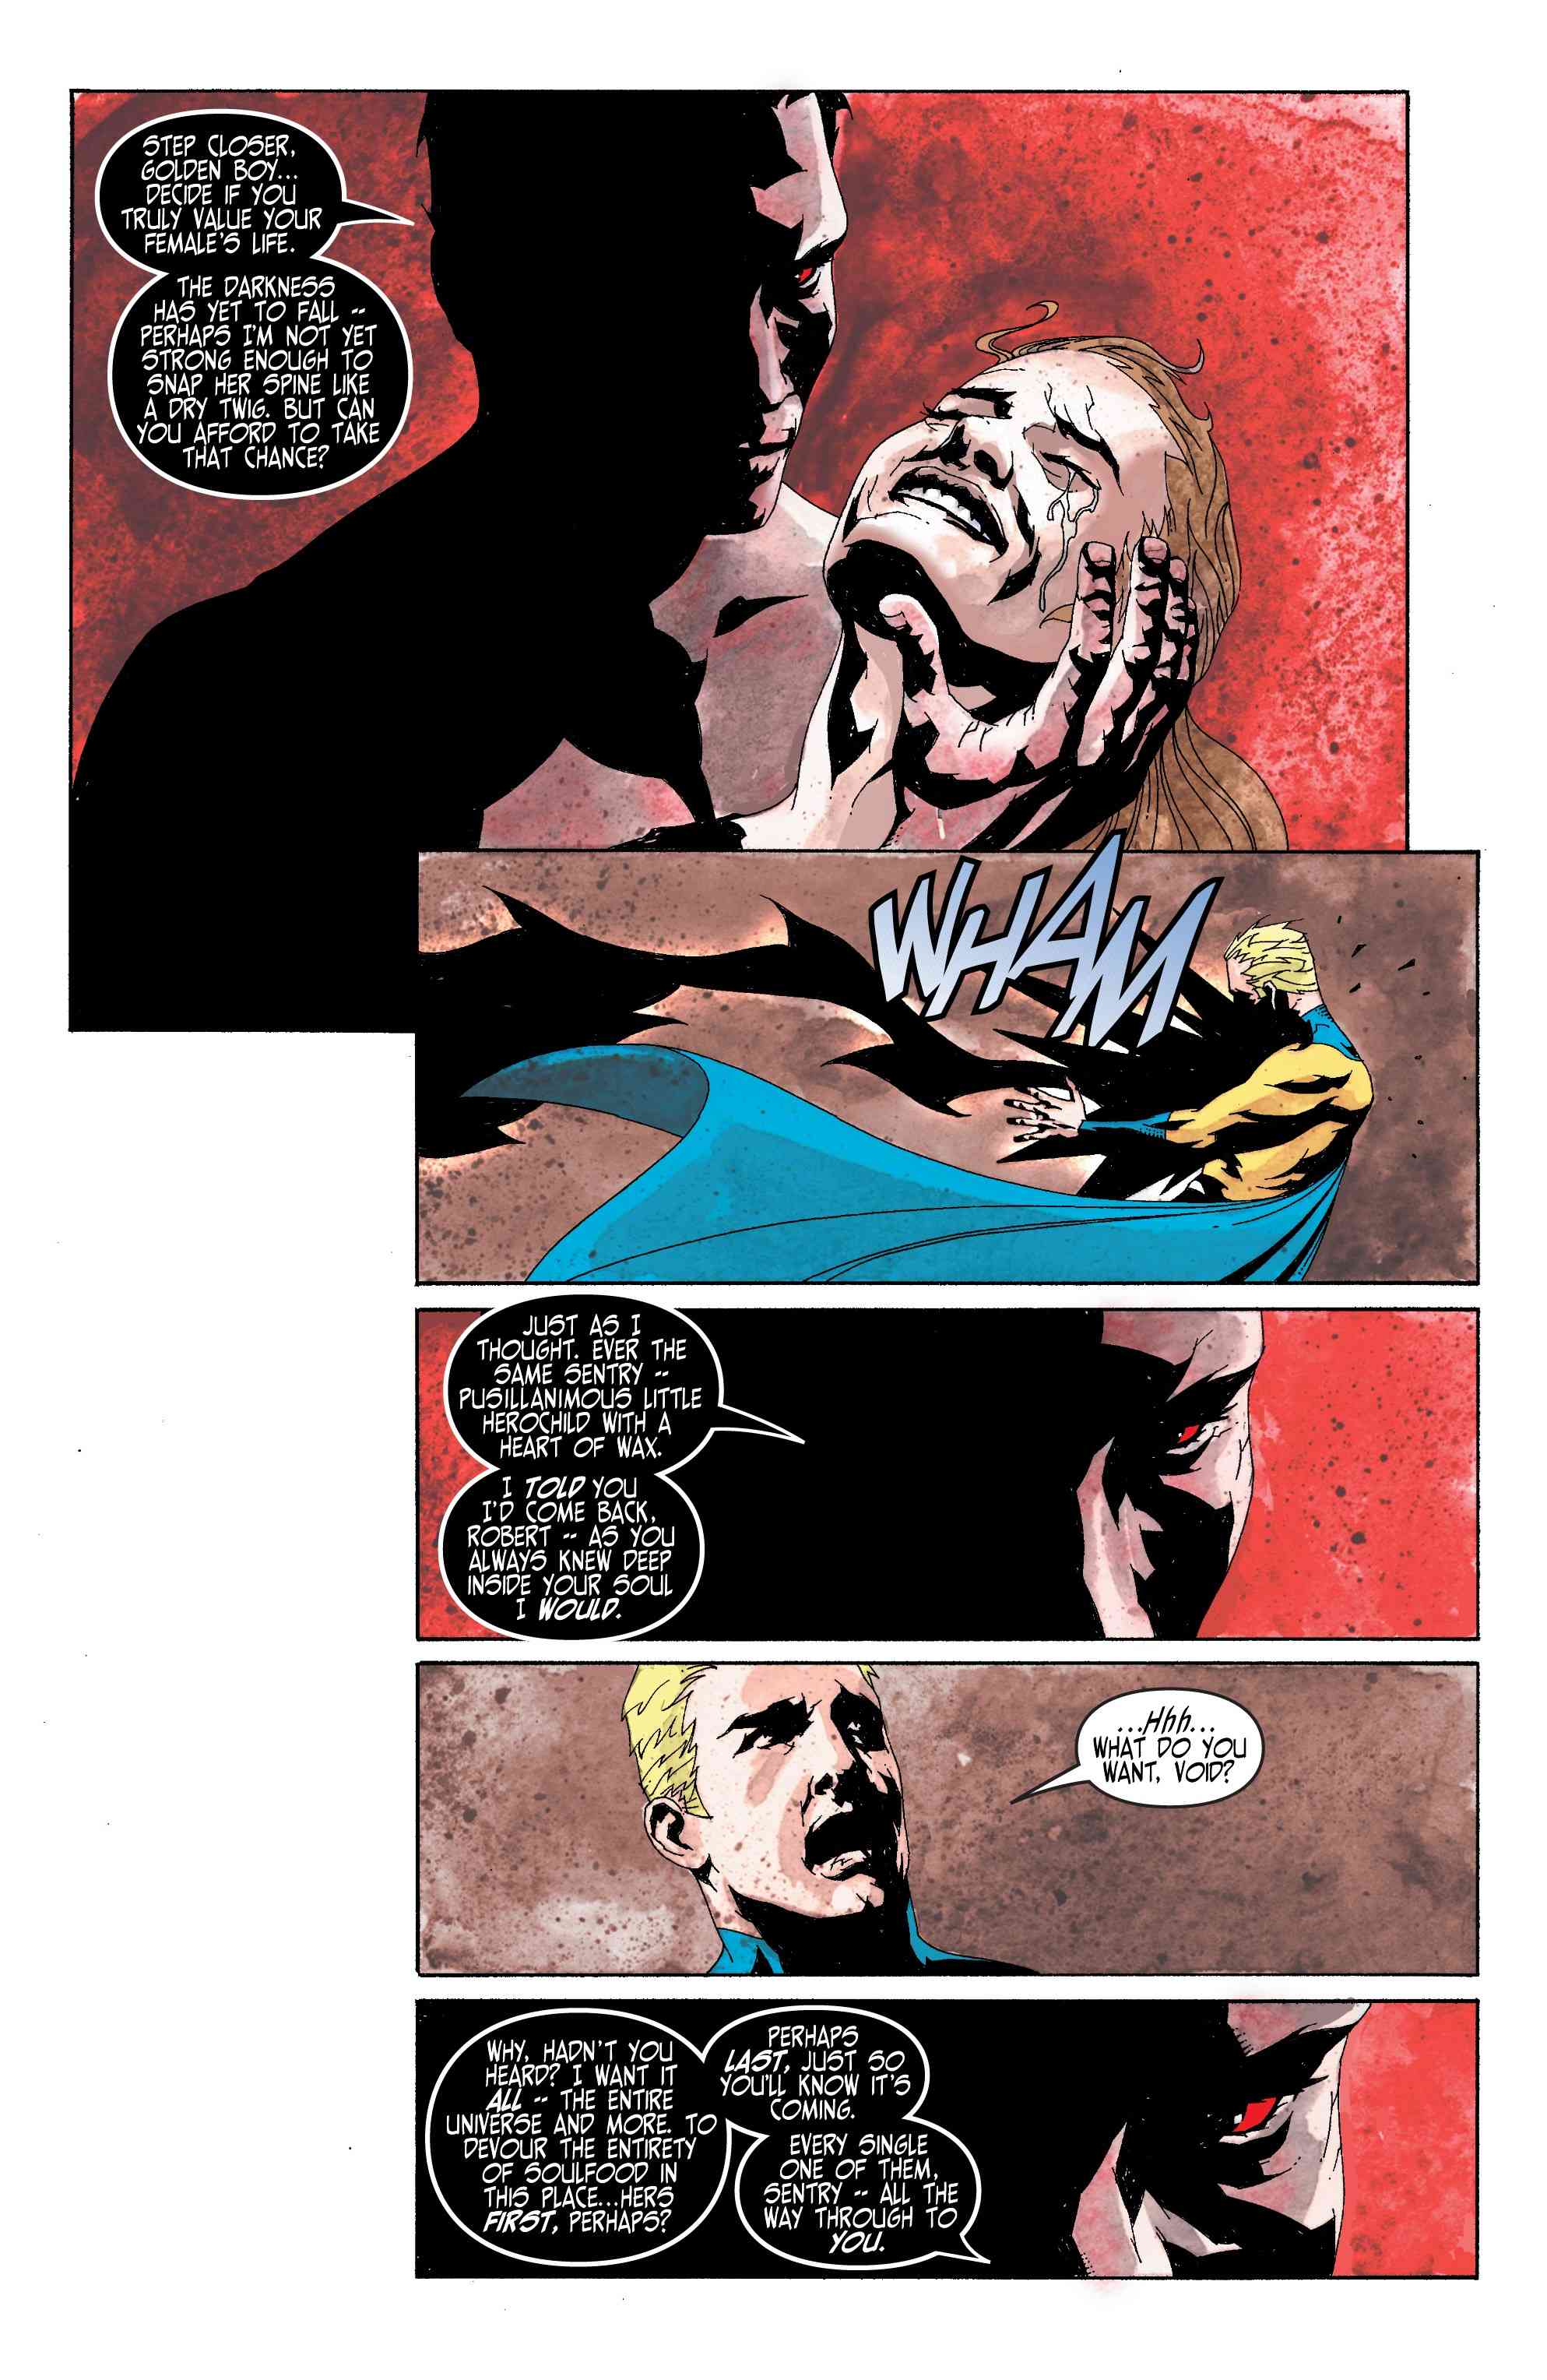 STEP CLOSER,
GOLDEN BOY...
DECIDE IF YOU
TRULY VALUE YOUR
FEMALE'S LIFE.
THE DARKNESS
HAS YET TO FALL --
PERHAPS I'M NOT YET
STRONG ENOUGH TO
SNAP HER SPINE LIKE
A DRY TWIG. BUT CAN
YOU AFFORD TO TAKE
THAT CHANCE?
WHAM
JUST AS I
THOUGHT. EVER THE
SAME SENTRY --
PUSILLANIMOUS LITTLE
HEROCHILD WITH A
HEART OF WAX.
I TOLD YOU
I'D COME BACK,
ROBERT -- AS YOU
ALWAYS KNEW DEEP
INSIDE YOUR SOUL
I WOULD.
...Hhh...
WHAT DO YOU
WANT, VOID?
WHY, HADN'T YOU
HEARD? I WANT IT
ALL -- THE ENTIRE
UNIVERSE AND MORE. TO
DEVOUR THE ENTIRETY
OF SOULFOOD IN
THIS PLACE...HERS
FIRST, PERHAPS?
PERHAPS
LAST, JUST SO
YOU'LL KNOW IT'S
COMING.
EVERY SINGLE
ONE OF THEM,
SENTRY -- ALL THE
WAY THROUGH TO
YOU.